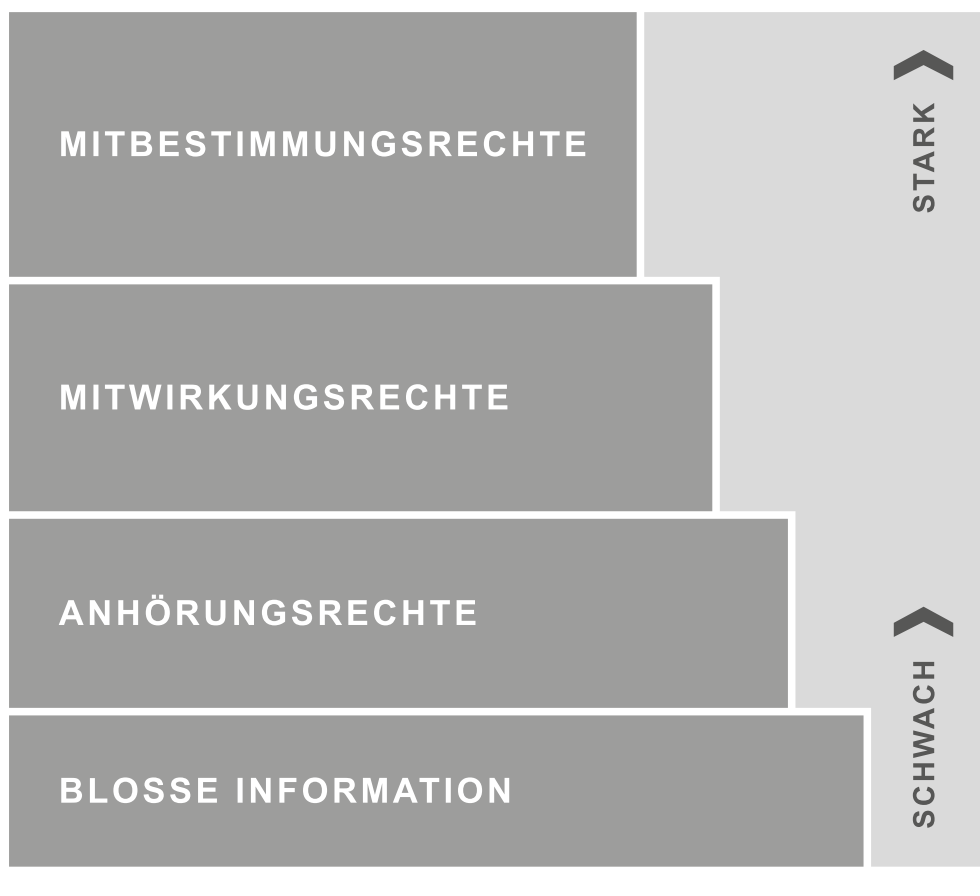 MITBESTIMMUNGSRECHTE
STARK
MITWIRKUNGSRECHTE
ANHÖRUNGSRECHTE
BLOSSE INFORMATION
SCHWACH